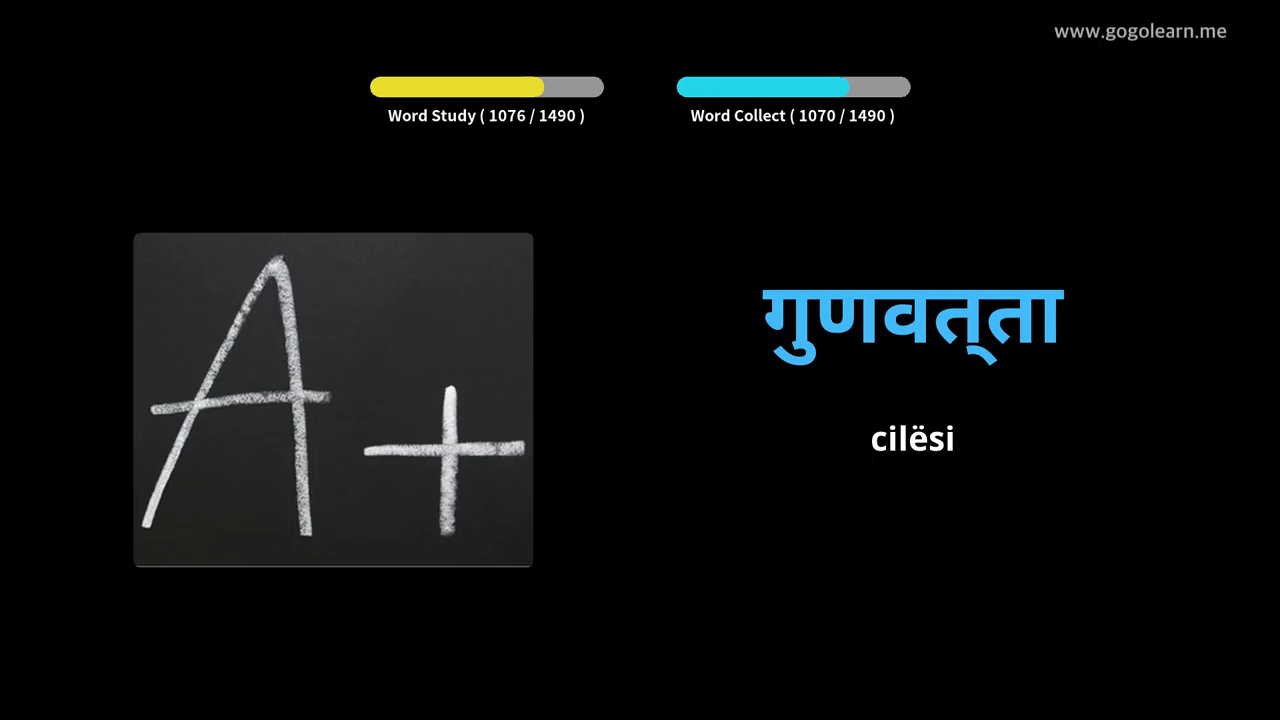 www.gogolearn.me
Word Study ( 1076 / 1490 )
Word Collect ( 1070 / 1490 )
A+
गुणवत्‌ता
cilësi